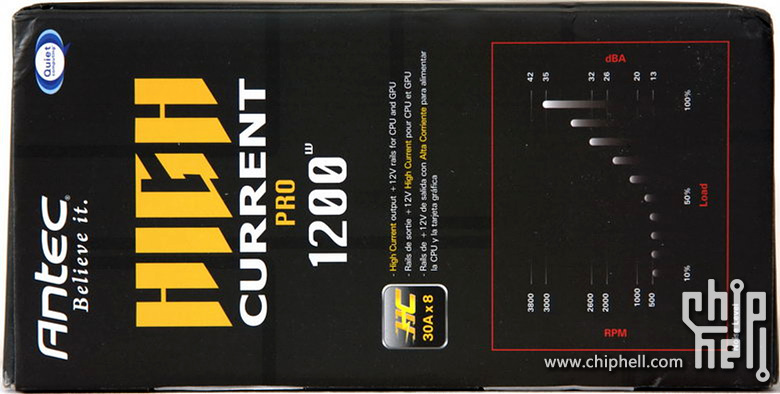 Quiet
Computing
Antec
Believe it.
HIGH
CURRENT
PRO
1200W
- High Current output +12V rails for CPU and GPU
- Rails de sortie +12V High Current pour CPU et GPU
- Rails de +12V de salida con Alta Corriente para alimentar
la CPU y la tarjeta gráfica
HC
30A x 8
dBA
42 35 32 26 20 13
100%
50%
10%
Load
3800 3000 2600 2000 1000 500
RPM
Noise Level
chip
hell
www.chiphell.com